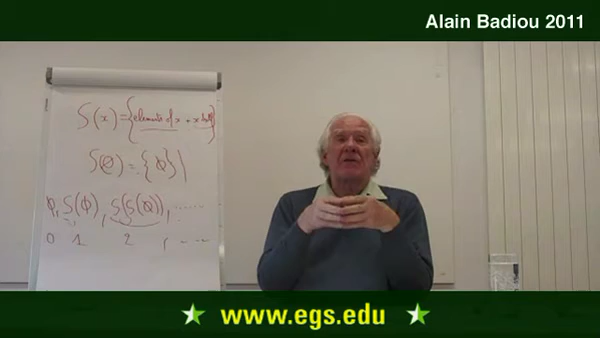 Alain Badiou 2011
S(x) = {elements of x + x itself}
S(∅) = {∅}
∅, S(∅), S(S(∅)), ......
0 1 2 , - - -
www.egs.edu